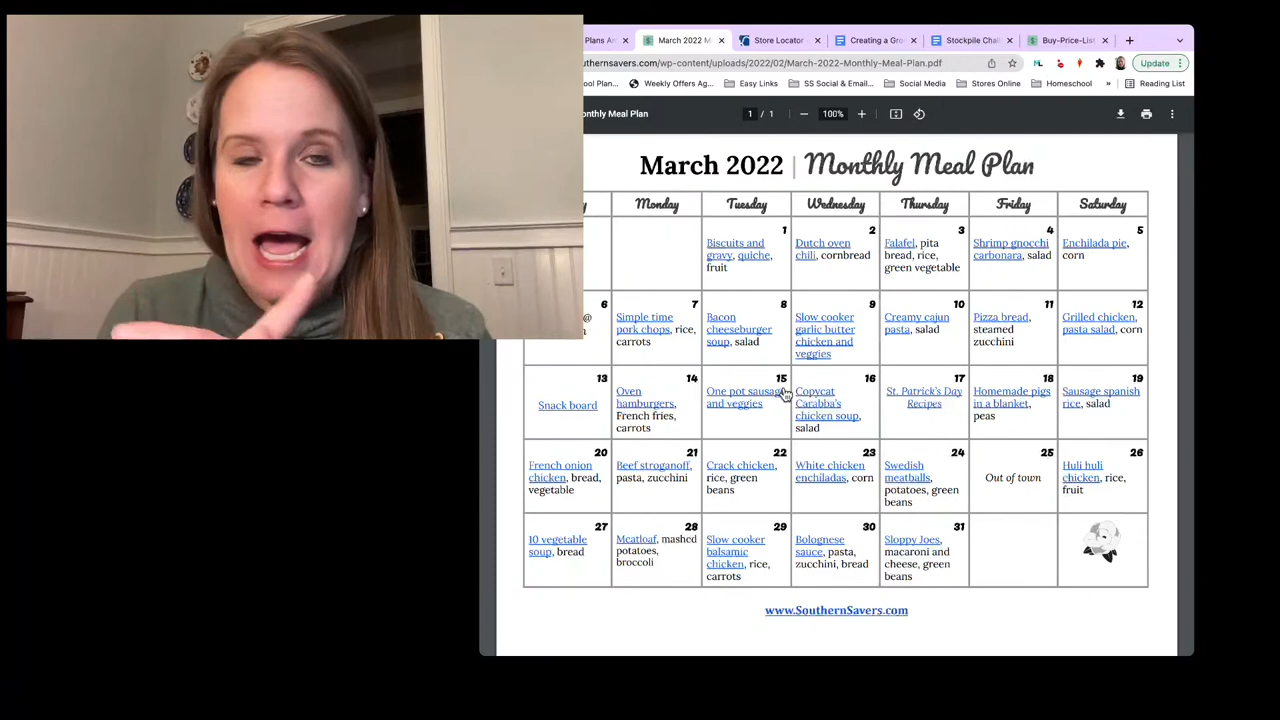 Plans Ar
March 2022 M
Store Locator
Creating a Gro
Stockpile Chal
Buy-Price-List
uthernsavers.com/wp-content/uploads/2022/02/March-2022-Monthly-Meal-Plan.pdf
Update
ool Plan...
Weekly Offers Ag...
Easy Links
SS Social & Email...
Social Media
Stores Online
Homeschool
»
Reading List
onthly Meal Plan
1 / 1
100%
March 2022 | Monthly Meal Plan
y Monday Tuesday Wednesday Thursday Friday Saturday
1
Biscuits and
gravy, quiche,
fruit
2
Dutch oven
chili, cornbread
3
Falafel, pita
bread, rice,
green vegetable
4
Shrimp gnocchi
carbonara, salad
5
Enchilada pie,
corn
6
@
7
Simple time
pork chops, rice,
carrots
8
Bacon
cheeseburger
soup, salad
9
Slow cooker
garlic butter
chicken and
veggies
10
Creamy cajun
pasta, salad
11
Pizza bread,
steamed
zucchini
12
Grilled chicken,
pasta salad, corn
13
Snack board
14
Oven
hamburgers,
French fries,
carrots
15
One pot sausage
and veggies
16
Copycat
Carabba's
chicken soup,
salad
17
St. Patrick's Day
Recipes
18
Homemade pigs
in a blanket,
peas
19
Sausage spanish
rice, salad
20
French onion
chicken, bread,
vegetable
21
Beef stroganoff,
pasta, zucchini
22
Crack chicken,
rice, green
beans
23
White chicken
enchiladas, corn
24
Swedish
meatballs,
potatoes, green
beans
25
Out of town
26
Huli huli
chicken, rice,
fruit
27
10 vegetable
soup, bread
28
Meatloaf, mashed
potatoes,
broccoli
29
Slow cooker
balsamic
chicken, rice,
carrots
30
Bolognese
sauce, pasta,
zucchini, bread
31
Sloppy Joes,
macaroni and
cheese, green
beans
www.SouthernSavers.com